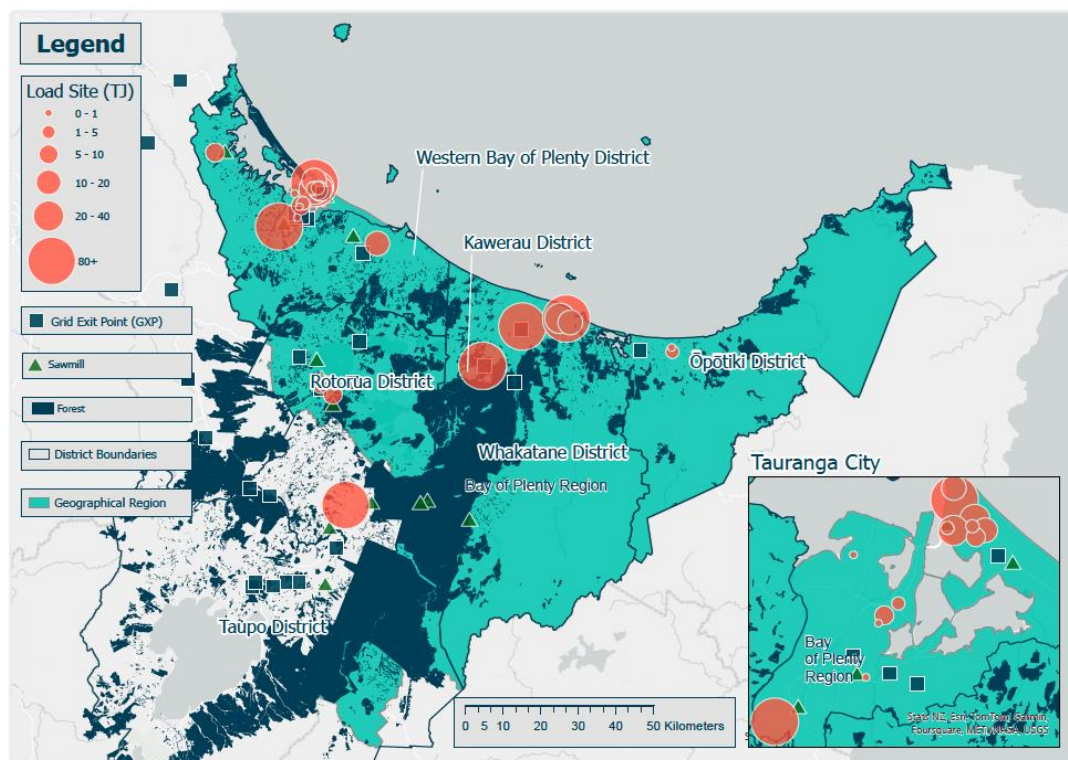 Legend
Load Site (TJ)
0 - 1
1 - 5
5 - 10
10 - 20
20 - 40
80+
Grid Exit Point (GXP)
Sawmill
Forest
District Boundaries
Geographical Region
Western Bay of Plenty District
Kawerau District
Ōpōtiki District
Rotorua District
Whakatane District
Bay of Plenty Region
Taupo District
0 5 10 20 30 40 50 Kilometers
Tauranga City
Bay
of Plenty
Region
Stats NZ, Esri, TomTom, Garmin,
Foursquare, METI/NASA, USGS